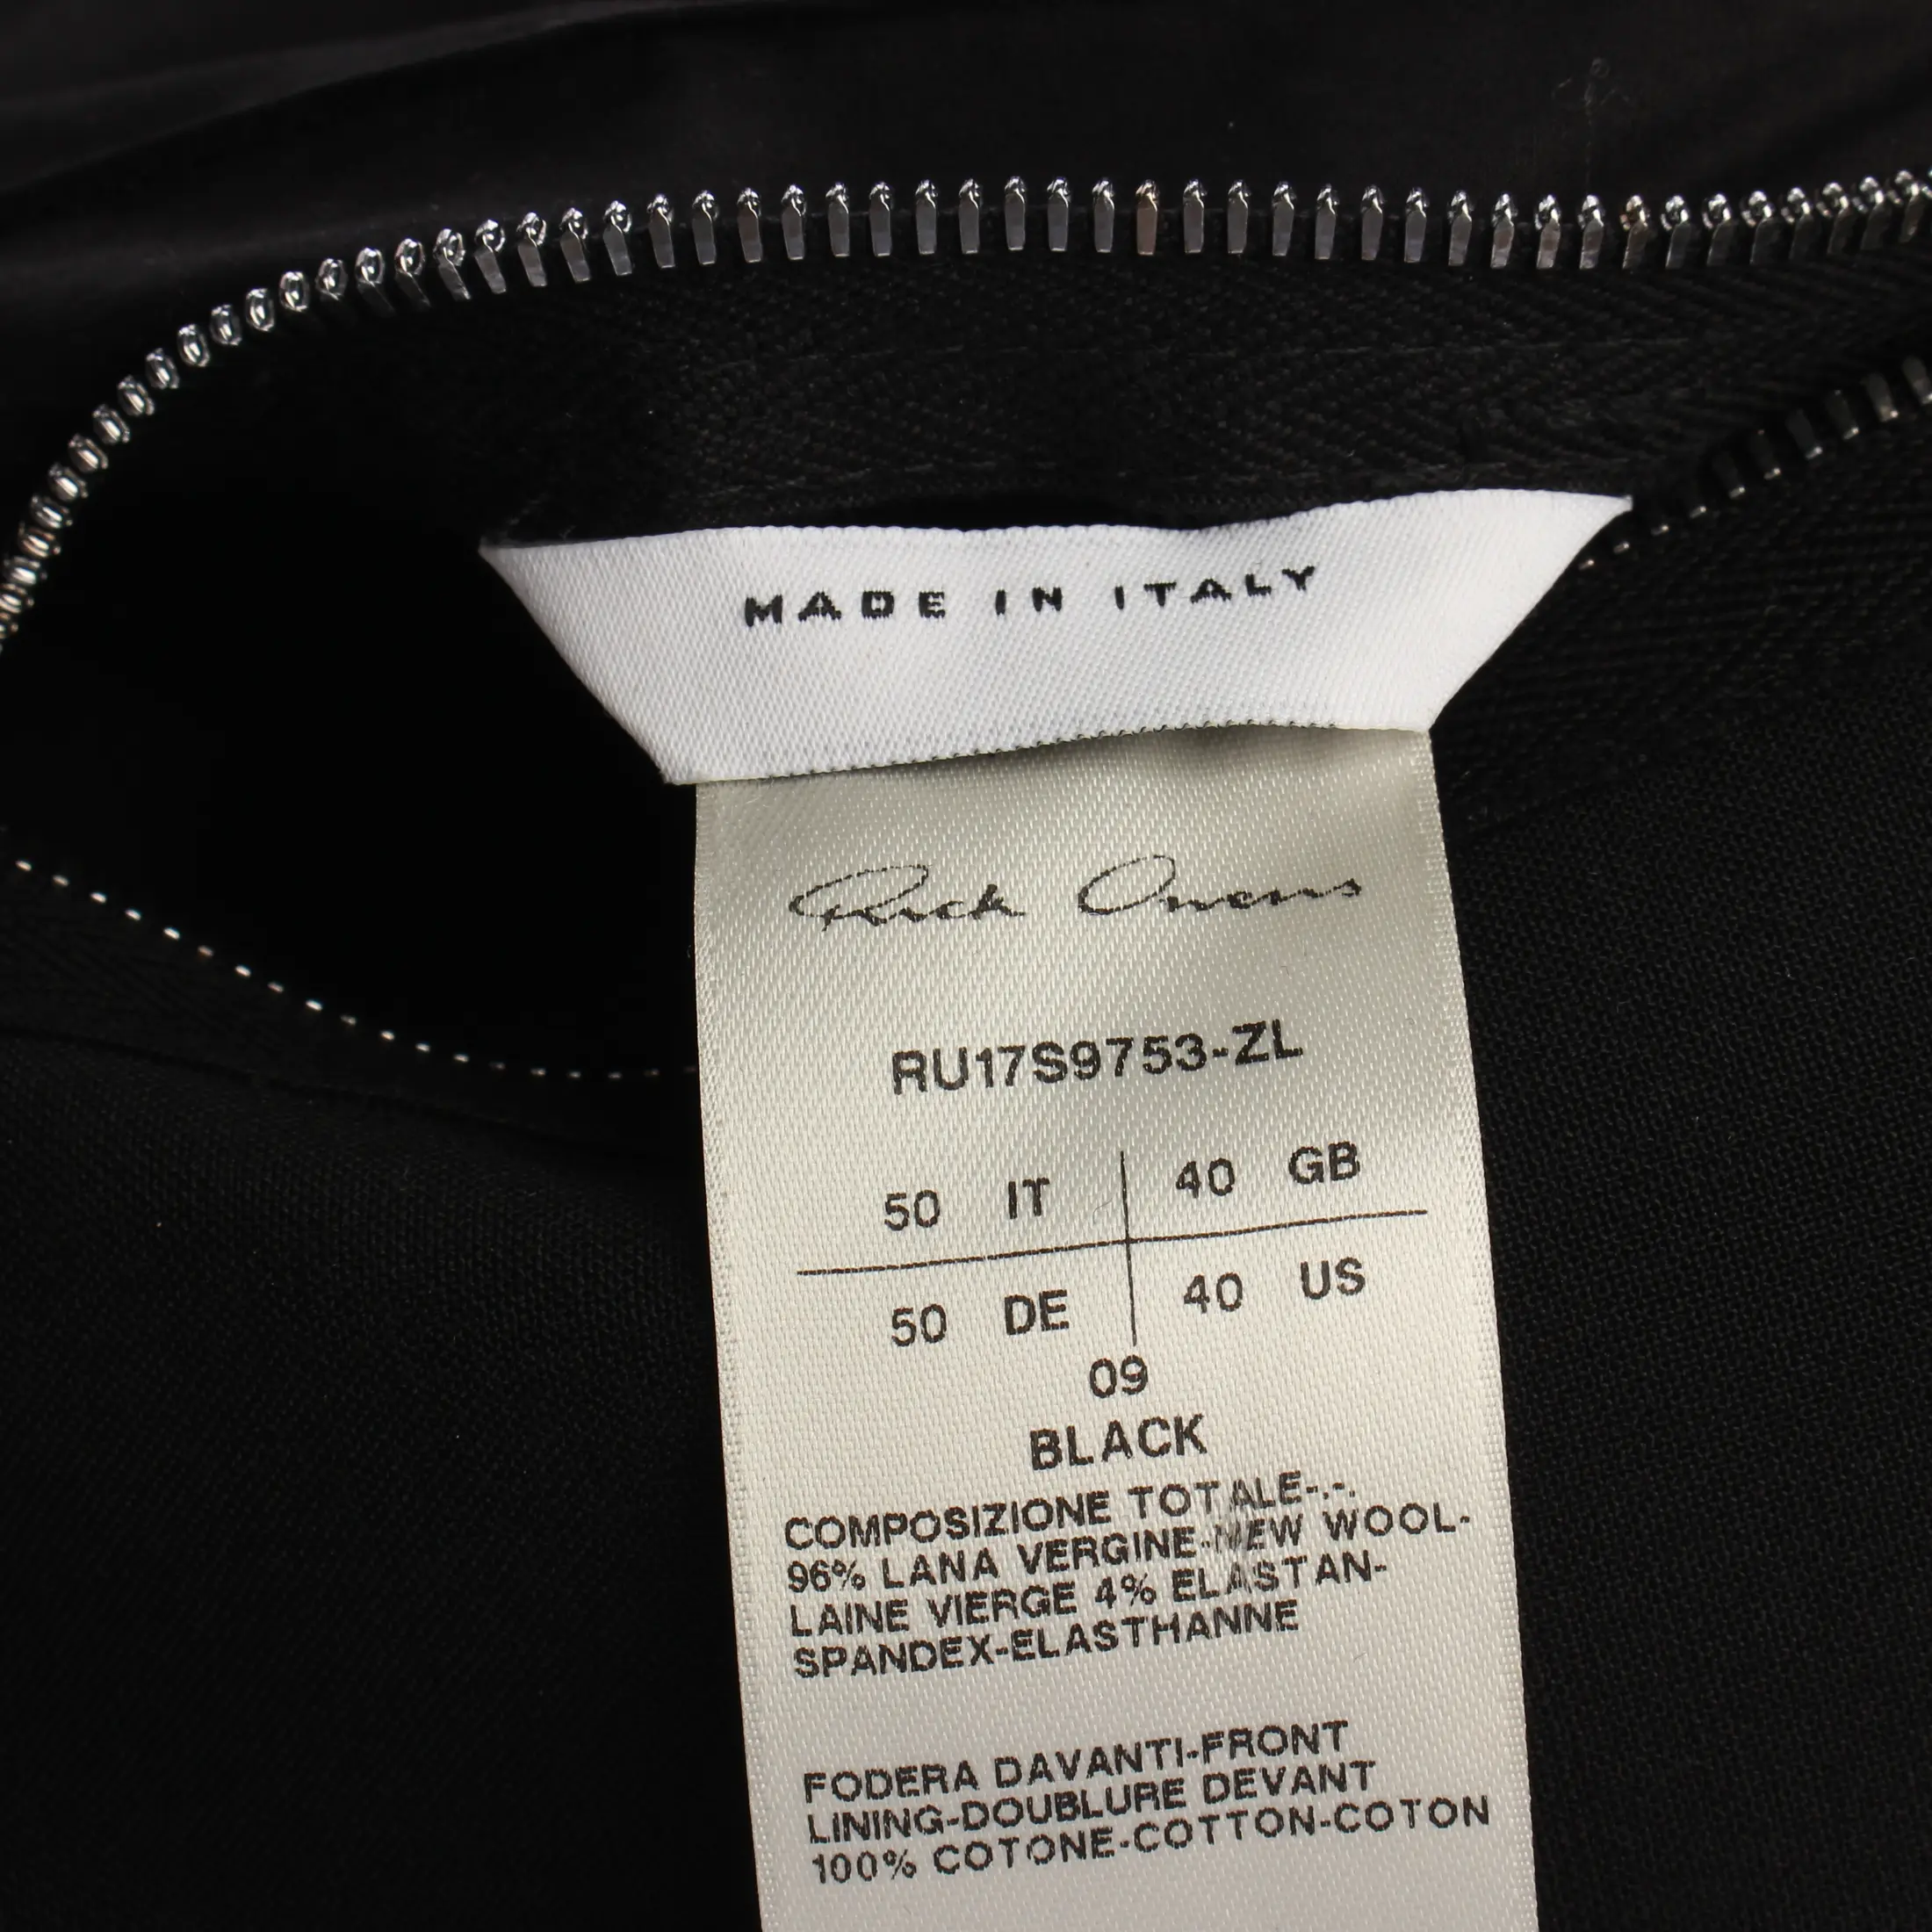 MADE IN ITALY
Rick Owens
RU17S9753-ZL
50 IT 40 GB
50 DE 40 US
09
BLACK
COMPOSIZIONE TOTALE-.-.
96% LANA VERGINE-NEW WOOL-
LAINE VIERGE 4% ELASTAN-
SPANDEX-ELASTHANNE
FODERA DAVANTI-FRONT
LINING-DOUBLURE DEVANT
100% COTONE-COTTON-COTON